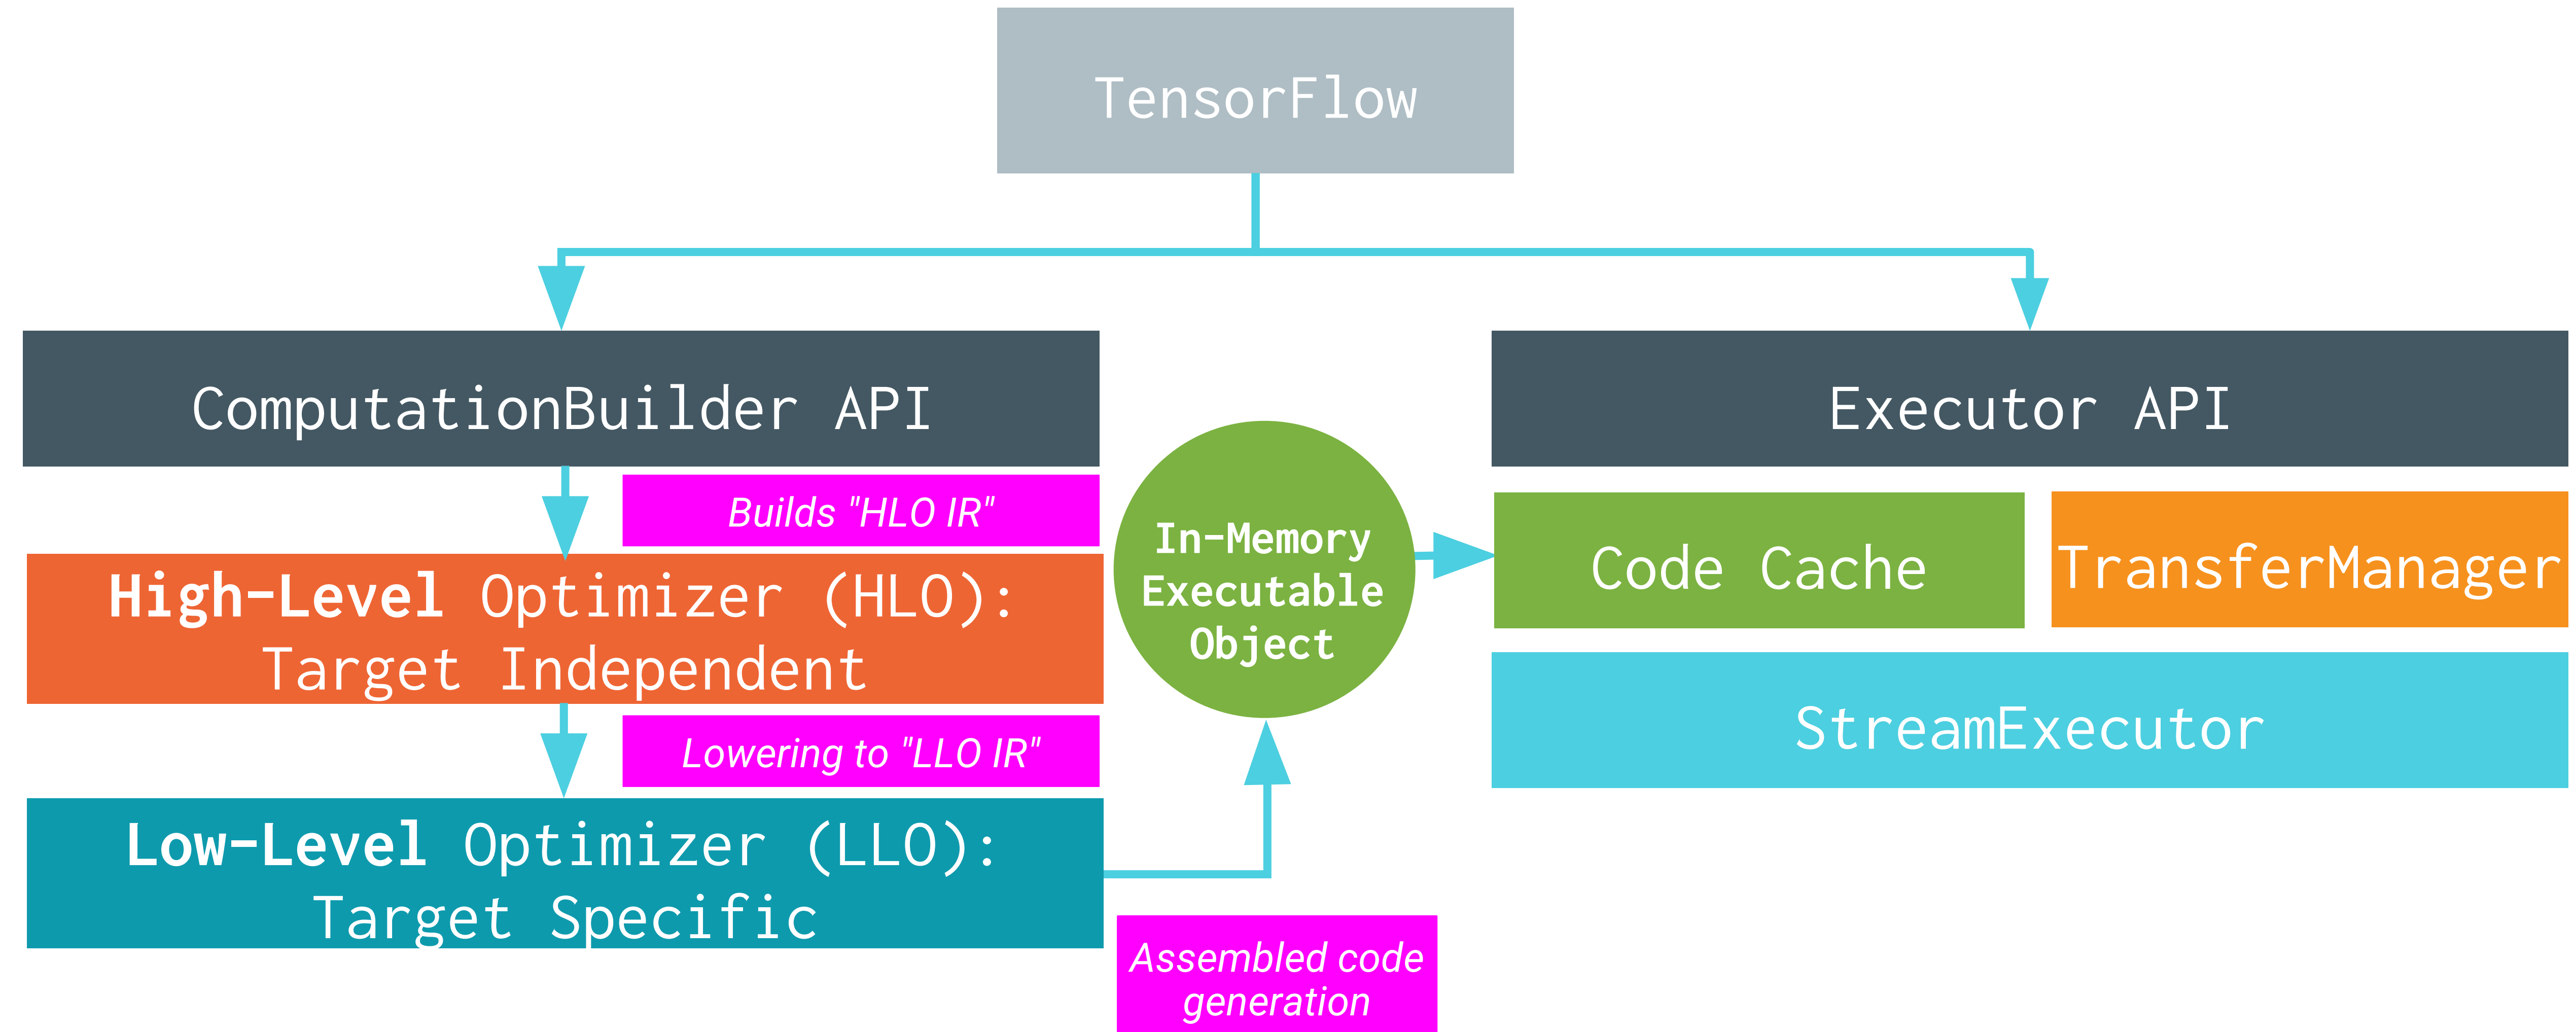 TensorFlow
ComputationBuilder API
Executor API
Builds "HLO IR"
High-Level Optimizer (HLO):
Target Independent
Lowering to "LLO IR"
Low-Level Optimizer (LLO):
Target Specific
Assembled code
generation
In-Memory
Executable
Object
Code Cache
TransferManager
StreamExecutor